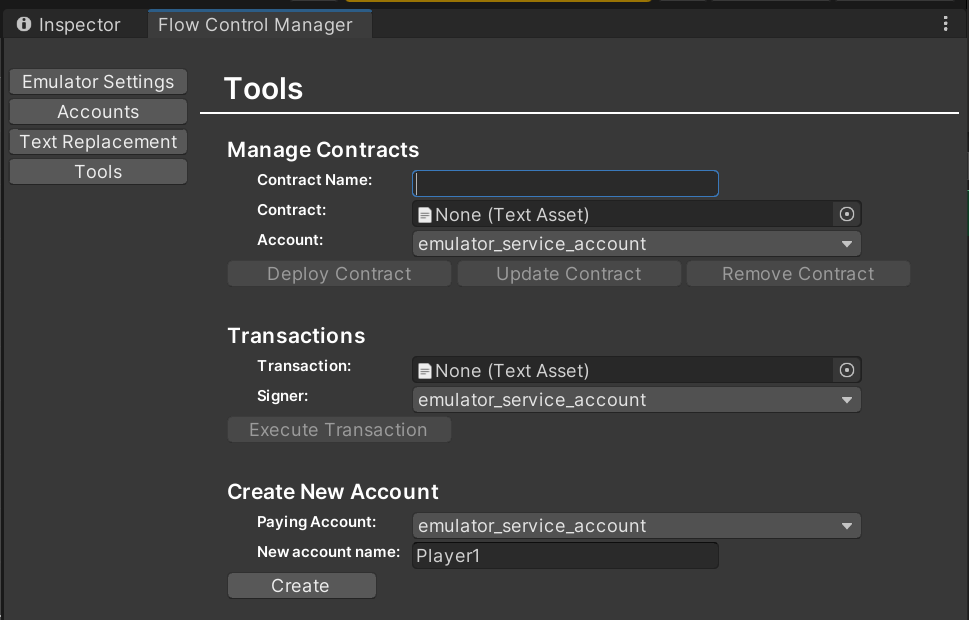 Inspector
Flow Control Manager
Emulator Settings
Accounts
Text Replacement
Tools
Tools
Manage Contracts
Contract Name:
Contract: None (Text Asset)
Account: emulator_service_account
Deploy Contract Update Contract Remove Contract
Transactions
Transaction: None (Text Asset)
Signer: emulator_service_account
Execute Transaction
Create New Account
Paying Account: emulator_service_account
New account name: Player1
Create